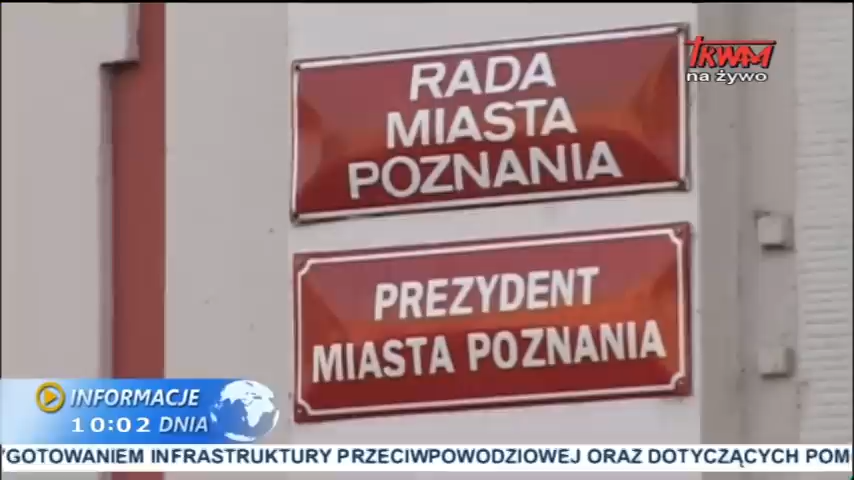 TRWAM
na żywo
RADA
MIASTA
POZNANIA
PREZYDENT
MIASTA POZNANIA
INFORMACJE
10:02 DNIA
YGOTOWANIEM INFRASTRUKTURY PRZECIWPOWODZIOWEJ ORAZ DOTYCZĄCYCH POM